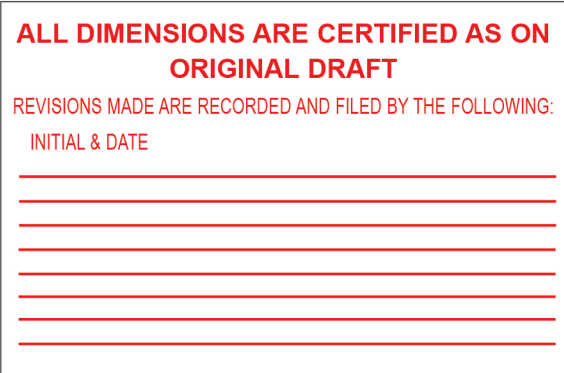 ALL DIMENSIONS ARE CERTIFIED AS ON
ORIGINAL DRAFT
REVISIONS MADE ARE RECORDED AND FILED BY THE FOLLOWING:
INITIAL & DATE